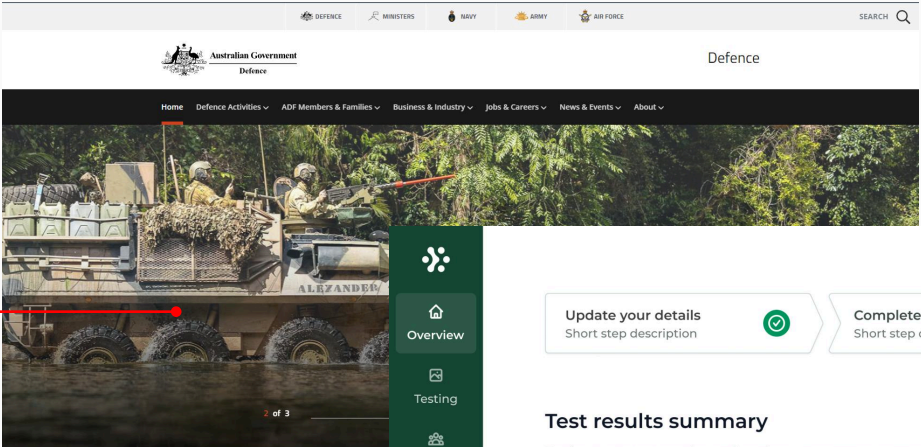 DEFENCE MINISTERS NAVY ARMY AIR FORCE SEARCH
Australian Government
Defence
Defence
Home Defence Activities ADF Members & Families Business & Industry Jobs & Careers News & Events About
ALEXANDER
Overview
Testing
2 of 3
Update your details
Short step description
Complete
Short step
Test results summary